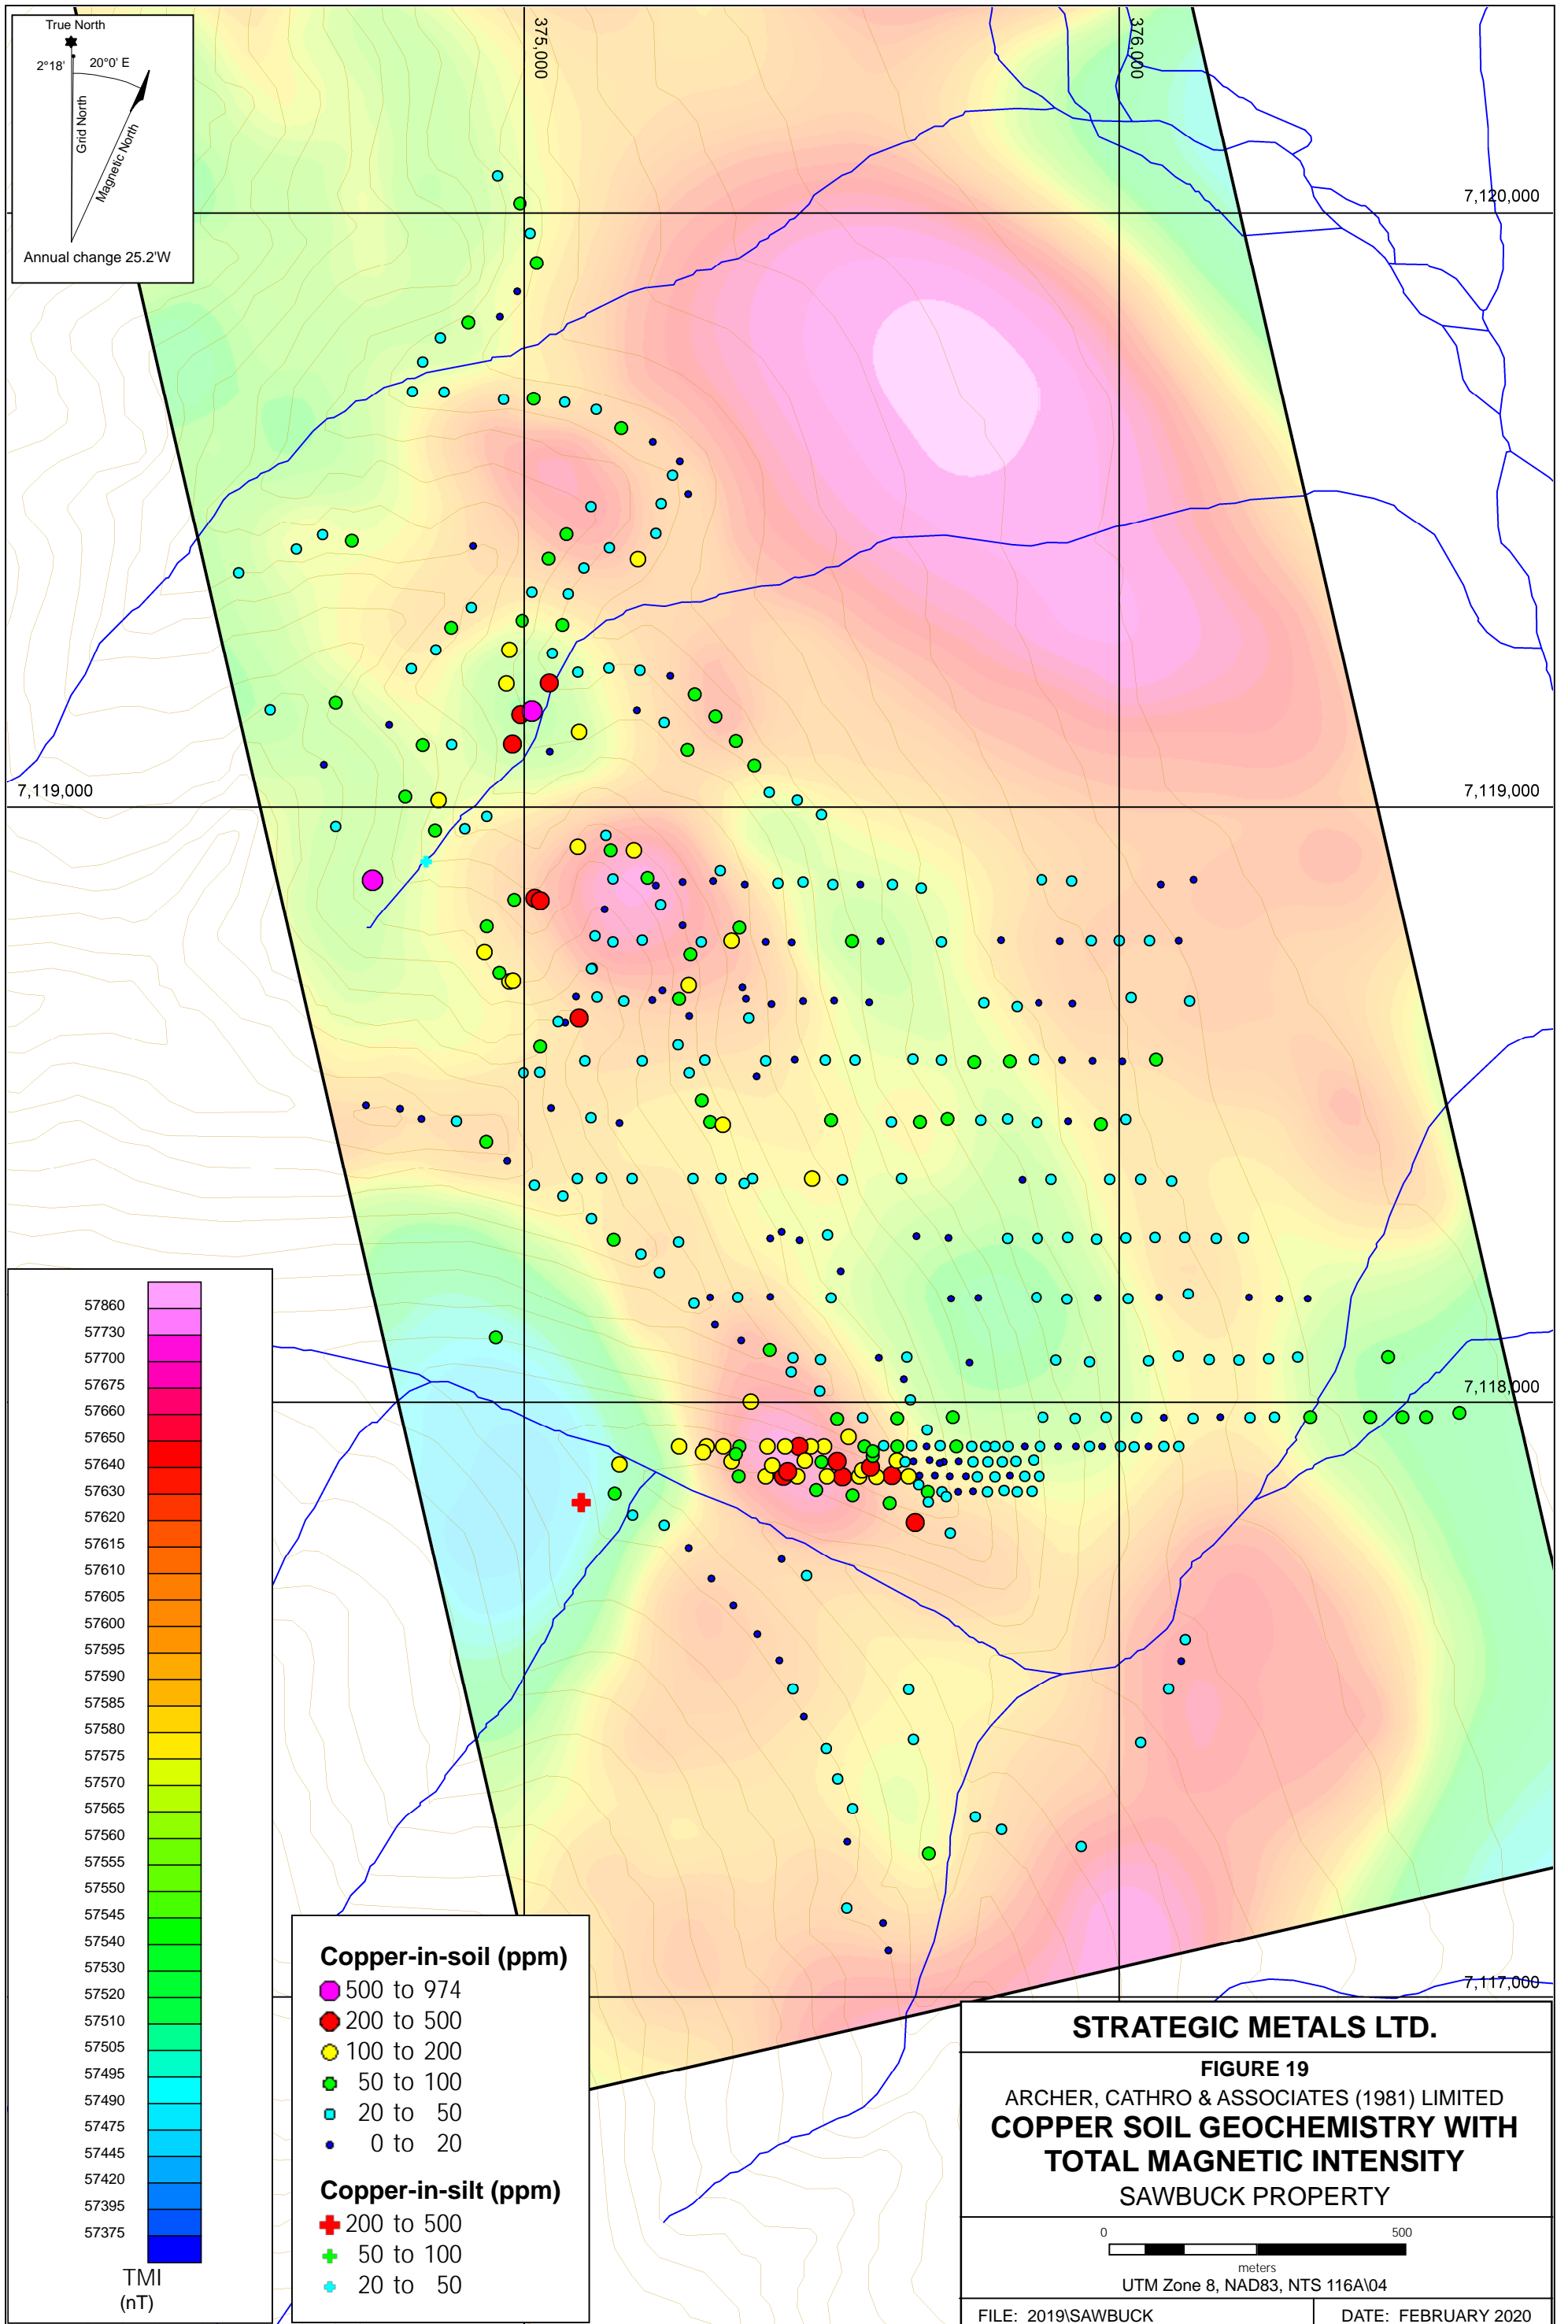 True North
2°18'
20°0' E
Grid North
Magnetic North
Annual change 25.2'W
375,000
376,000
7,120,000
7,119,000
7,119,000
7,118,000
7,117,000
57860
57730
57700
57675
57660
57650
57640
57630
57620
57615
57610
57605
57600
57595
57590
57585
57580
57575
57570
57565
57560
57555
57550
57545
57540
57530
57520
57510
57505
57495
57490
57475
57445
57420
57395
57375
TMI
(nT)
Copper-in-soil (ppm)
500 to 974
200 to 500
100 to 200
50 to 100
20 to 50
0 to 20
Copper-in-silt (ppm)
200 to 500
50 to 100
20 to 50
STRATEGIC METALS LTD.
FIGURE 19
ARCHER, CATHRO & ASSOCIATES (1981) LIMITED
COPPER SOIL GEOCHEMISTRY WITH
TOTAL MAGNETIC INTENSITY
SAWBUCK PROPERTY
0 500
meters
UTM Zone 8, NAD83, NTS 116A\04
FILE: 2019\SAWBUCK
DATE: FEBRUARY 2020